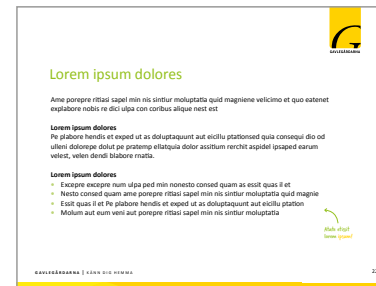 GAVLEGÅRDARNA
Lorem ipsum dolores
Ame porepre ritiasi sapel min nis sintiur moluptatia quid magniene velicimo et quo eatenet
explabore nobis re dici ulpa con coribus alique nest est
Lorem ipsum dolores
Pe plabore hendis et exped ut as doluptaquunt aut eicillu ptationsed quia consequi dio od
ulleni dolorepe dolut pe pratemp ellatquia dolor assitium rerchit aspidel ipsaped earum
velest, velen dendi blabore rnatia.
Lorem ipsum dolores
• Excepre excepre num ulpa ped min nonesto consed quam as essit quas il et
• Nesto consed quam ame porepre ritiasi sapel min nis sintiur moluptatia quid magnie
• Essit quas il et Pe plabore hendis et exped ut as doluptaquunt aut eicillu ptation
• Molum aut eum veni aut porepre ritiasi sapel min nis sintiur moluptatia
lorem ipsum!
GAVLEGÅRDARNA | KÄNN DIG HEMMA
22